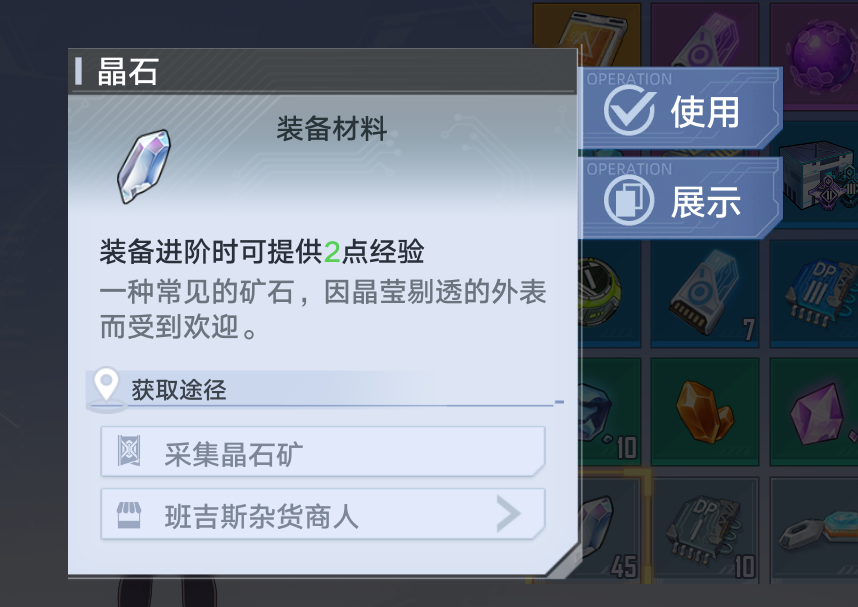 晶石
装备材料
装备进阶时可提供2点经验
一种常见的矿石，因晶莹剔透的外表
而受到欢迎。
获取途径
采集晶石矿
班吉斯杂货商人
OPERATION
使用
OPERATION
展示
7
DP
10
45
DP
10